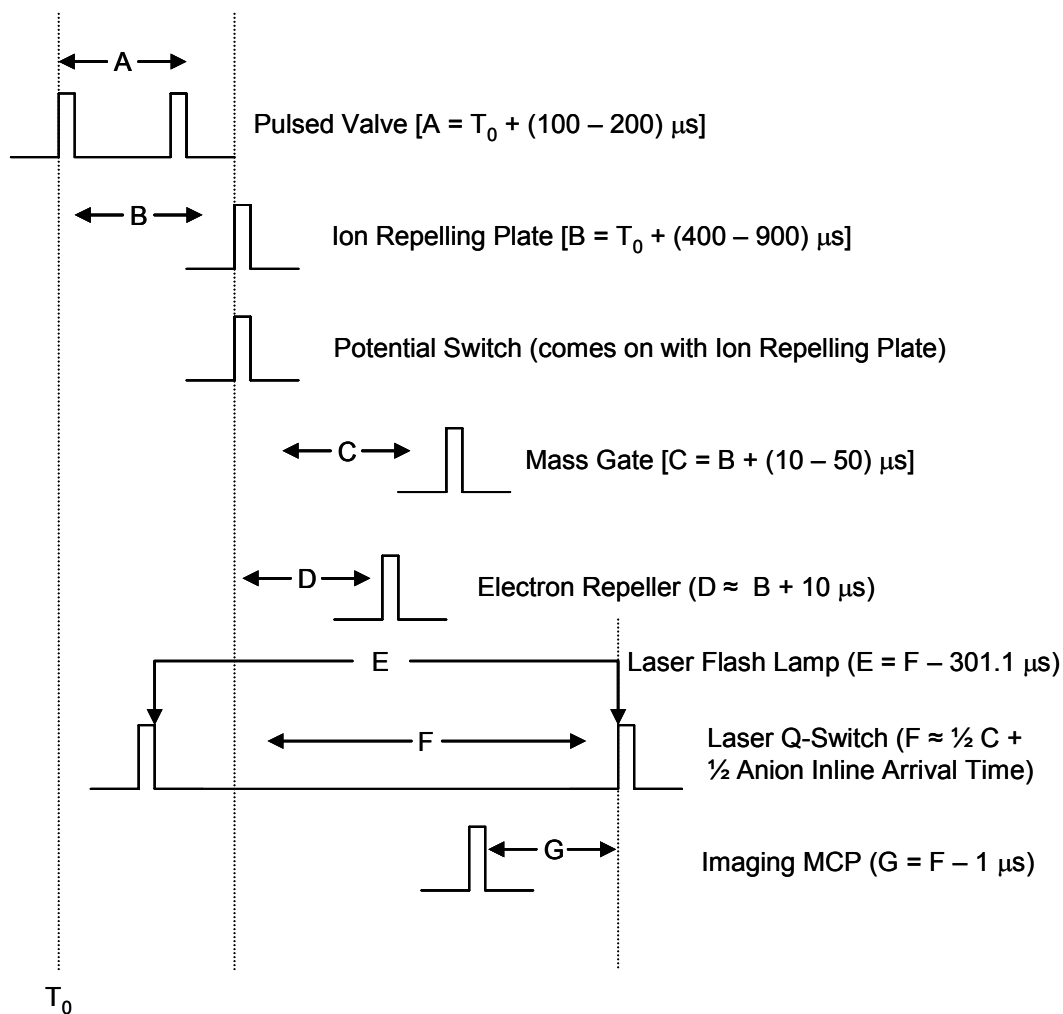 A
Pulsed Valve [A = T0 + (100 – 200) μs]
B
Ion Repelling Plate [B = T0 + (400 – 900) μs]
Potential Switch (comes on with Ion Repelling Plate)
C
Mass Gate [C = B + (10 – 50) μs]
D
Electron Repeller (D ≈ B + 10 μs)
E
Laser Flash Lamp (E = F – 301.1 μs)
F
Laser Q-Switch (F ≈ ½ C +
½ Anion Inline Arrival Time)
G
Imaging MCP (G = F – 1 μs)
T0